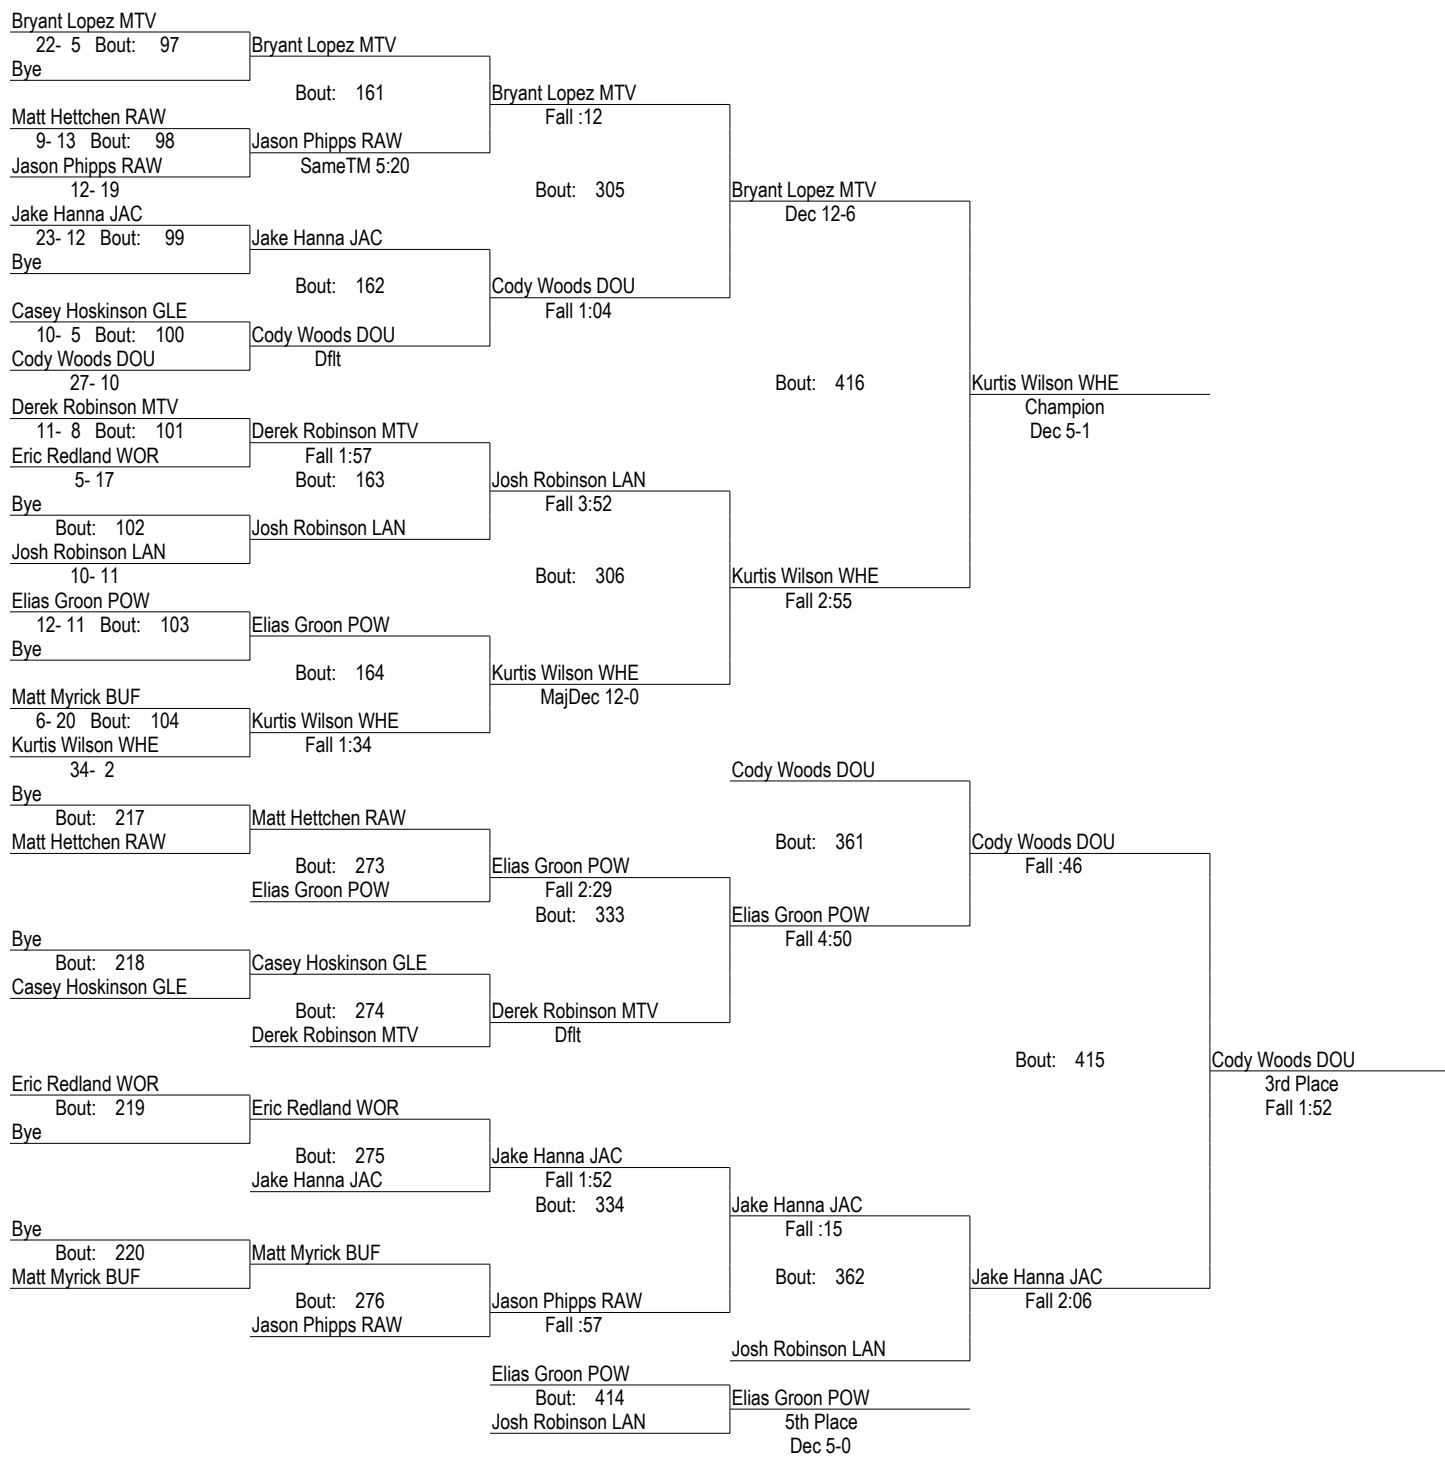 Bryant Lopez MTV
22- 5 Bout: 97
Bye
Bryant Lopez MTV
Bout: 161
Matt Hettchen RAW
9- 13 Bout: 98
Jason Phipps RAW
12- 19
Jason Phipps RAW
SameTM 5:20
Bryant Lopez MTV
Fall :12
Bout: 305
Jake Hanna JAC
23- 12 Bout: 99
Bye
Jake Hanna JAC
Bout: 162
Casey Hoskinson GLE
10- 5 Bout: 100
Cody Woods DOU
27- 10
Cody Woods DOU
Dflt
Cody Woods DOU
Fall 1:04
Bryant Lopez MTV
Dec 12-6
Bout: 416
Derek Robinson MTV
11- 8 Bout: 101
Eric Redland WOR
5- 17
Derek Robinson MTV
Fall 1:57
Bout: 163
Bye
Bout: 102
Josh Robinson LAN
10- 11
Josh Robinson LAN
Josh Robinson LAN
Fall 3:52
Bout: 306
Elias Groon POW
12- 11 Bout: 103
Bye
Elias Groon POW
Bout: 164
Matt Myrick BUF
6- 20 Bout: 104
Kurtis Wilson WHE
34- 2
Kurtis Wilson WHE
Fall 1:34
Kurtis Wilson WHE
MajDec 12-0
Kurtis Wilson WHE
Fall 2:55
Kurtis Wilson WHE
Champion
Dec 5-1
Bye
Bout: 217
Matt Hettchen RAW
Matt Hettchen RAW
Bout: 273
Elias Groon POW
Elias Groon POW
Fall 2:29
Bout: 333
Bye
Bout: 218
Casey Hoskinson GLE
Casey Hoskinson GLE
Bout: 274
Derek Robinson MTV
Derek Robinson MTV
Dflt
Cody Woods DOU
Bout: 361
Elias Groon POW
Fall 4:50
Cody Woods DOU
Fall :46
Bout: 415
Eric Redland WOR
Bout: 219
Bye
Eric Redland WOR
Bout: 275
Jake Hanna JAC
Jake Hanna JAC
Fall 1:52
Bout: 334
Bye
Bout: 220
Matt Myrick BUF
Matt Myrick BUF
Bout: 276
Jason Phipps RAW
Jason Phipps RAW
Fall :57
Jake Hanna JAC
Fall :15
Bout: 362
Josh Robinson LAN
Jake Hanna JAC
Fall 2:06
Cody Woods DOU
3rd Place
Fall 1:52
Elias Groon POW
Bout: 414
Josh Robinson LAN
Elias Groon POW
5th Place
Dec 5-0